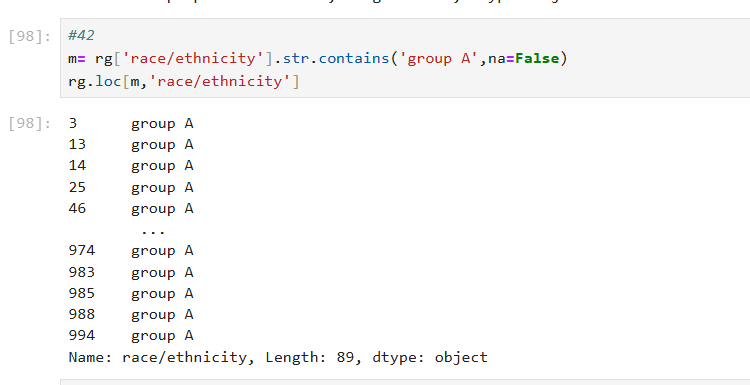 [98]:
#42
m= rg['race/ethnicity'].str.contains('group A',na=False)
rg.loc[m,'race/ethnicity']
[98]:
3 group A
13 group A
14 group A
25 group A
46 group A
...
974 group A
983 group A
985 group A
988 group A
994 group A
Name: race/ethnicity, Length: 89, dtype: object